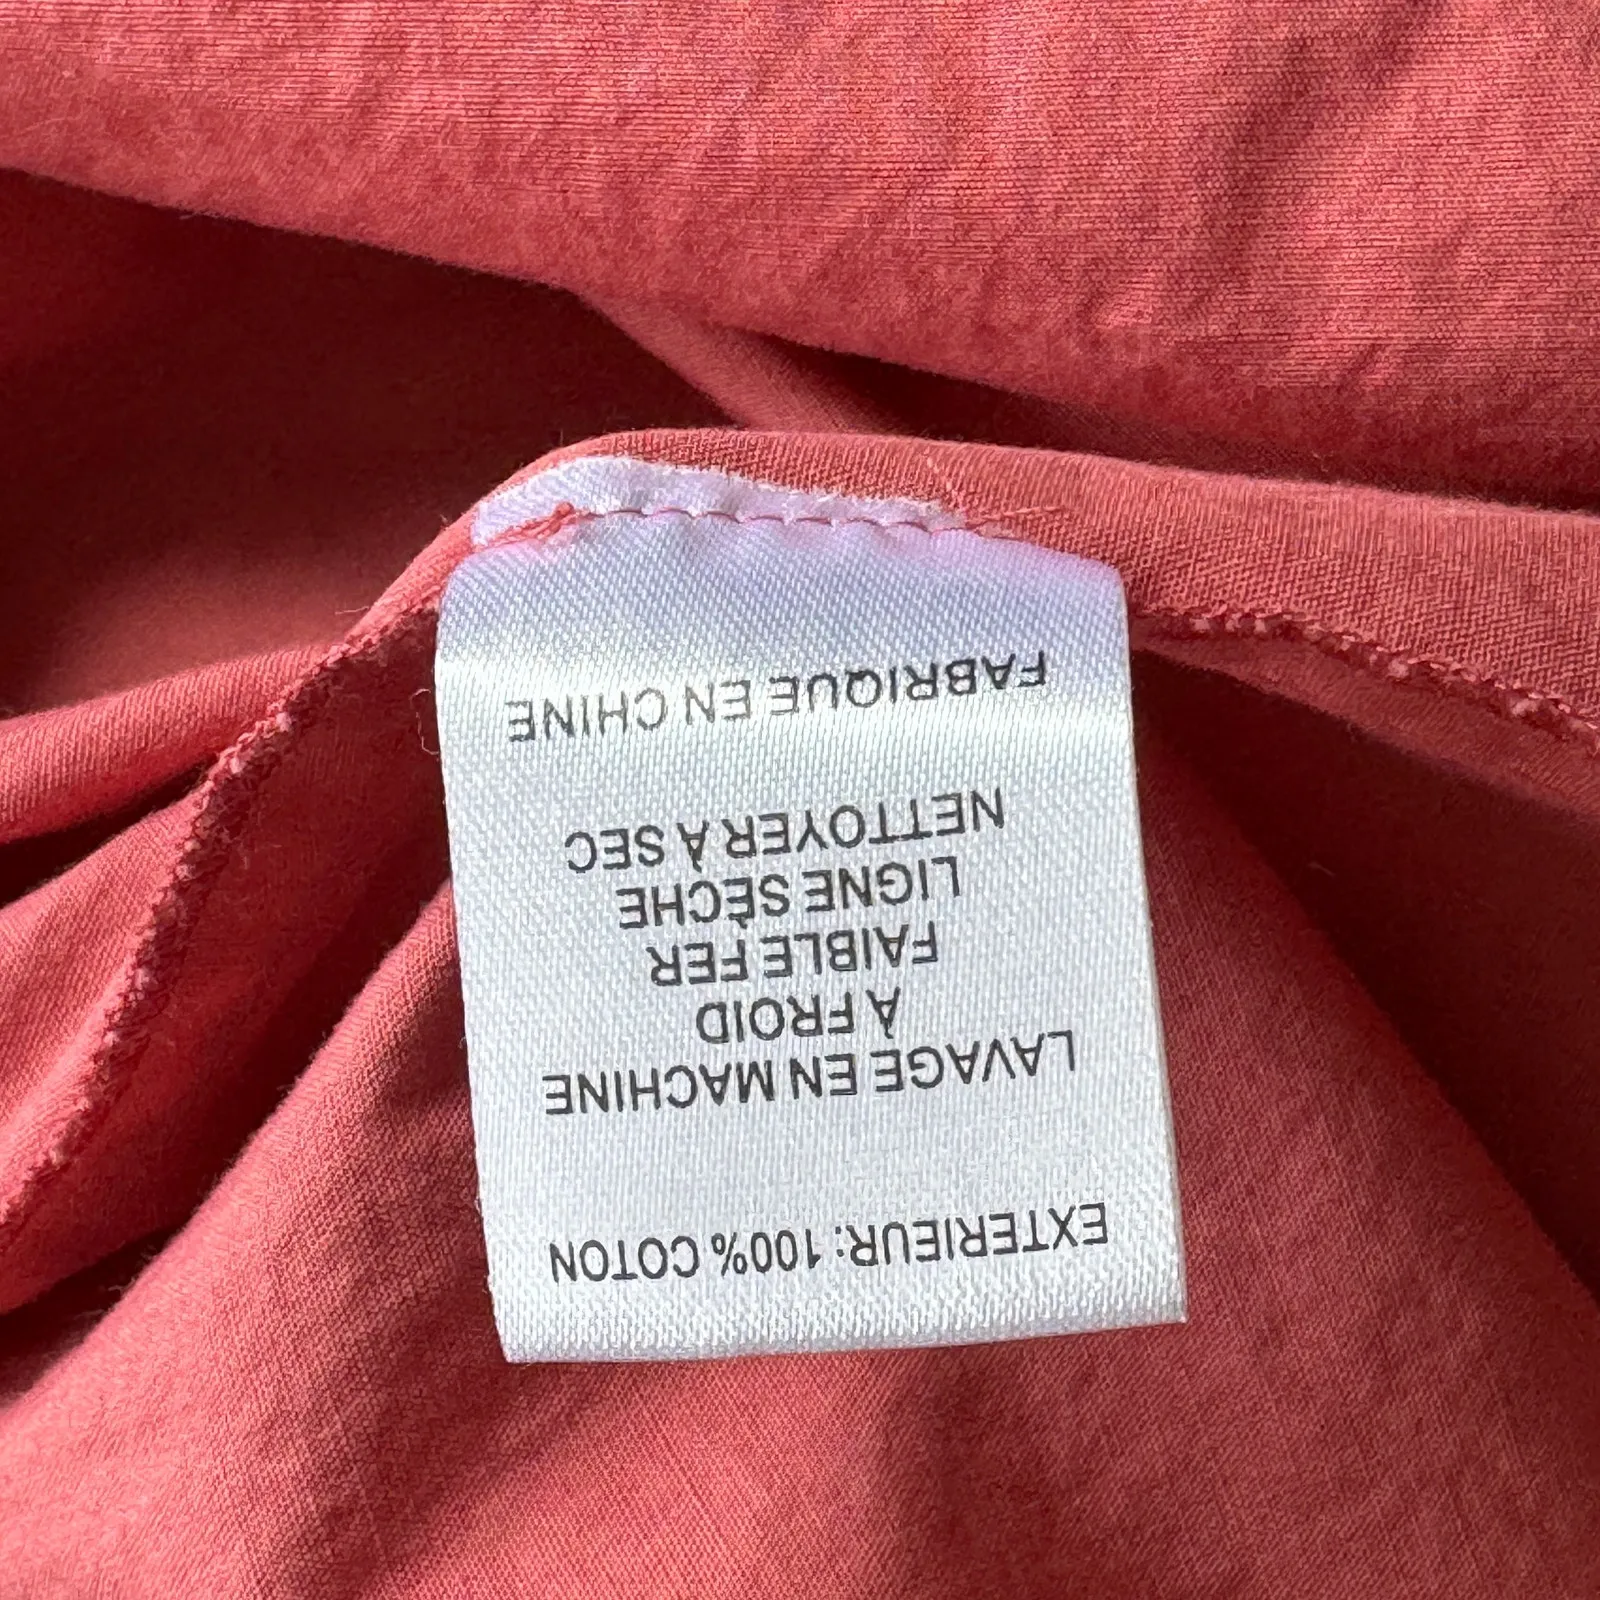 EXTERIEUR: 100% COTON
LAVAGE EN MACHINE
À FROID
FAIBLE FER
LIGNE SÈCHE
NETTOYER À SEC
FABRIQUE EN CHINE